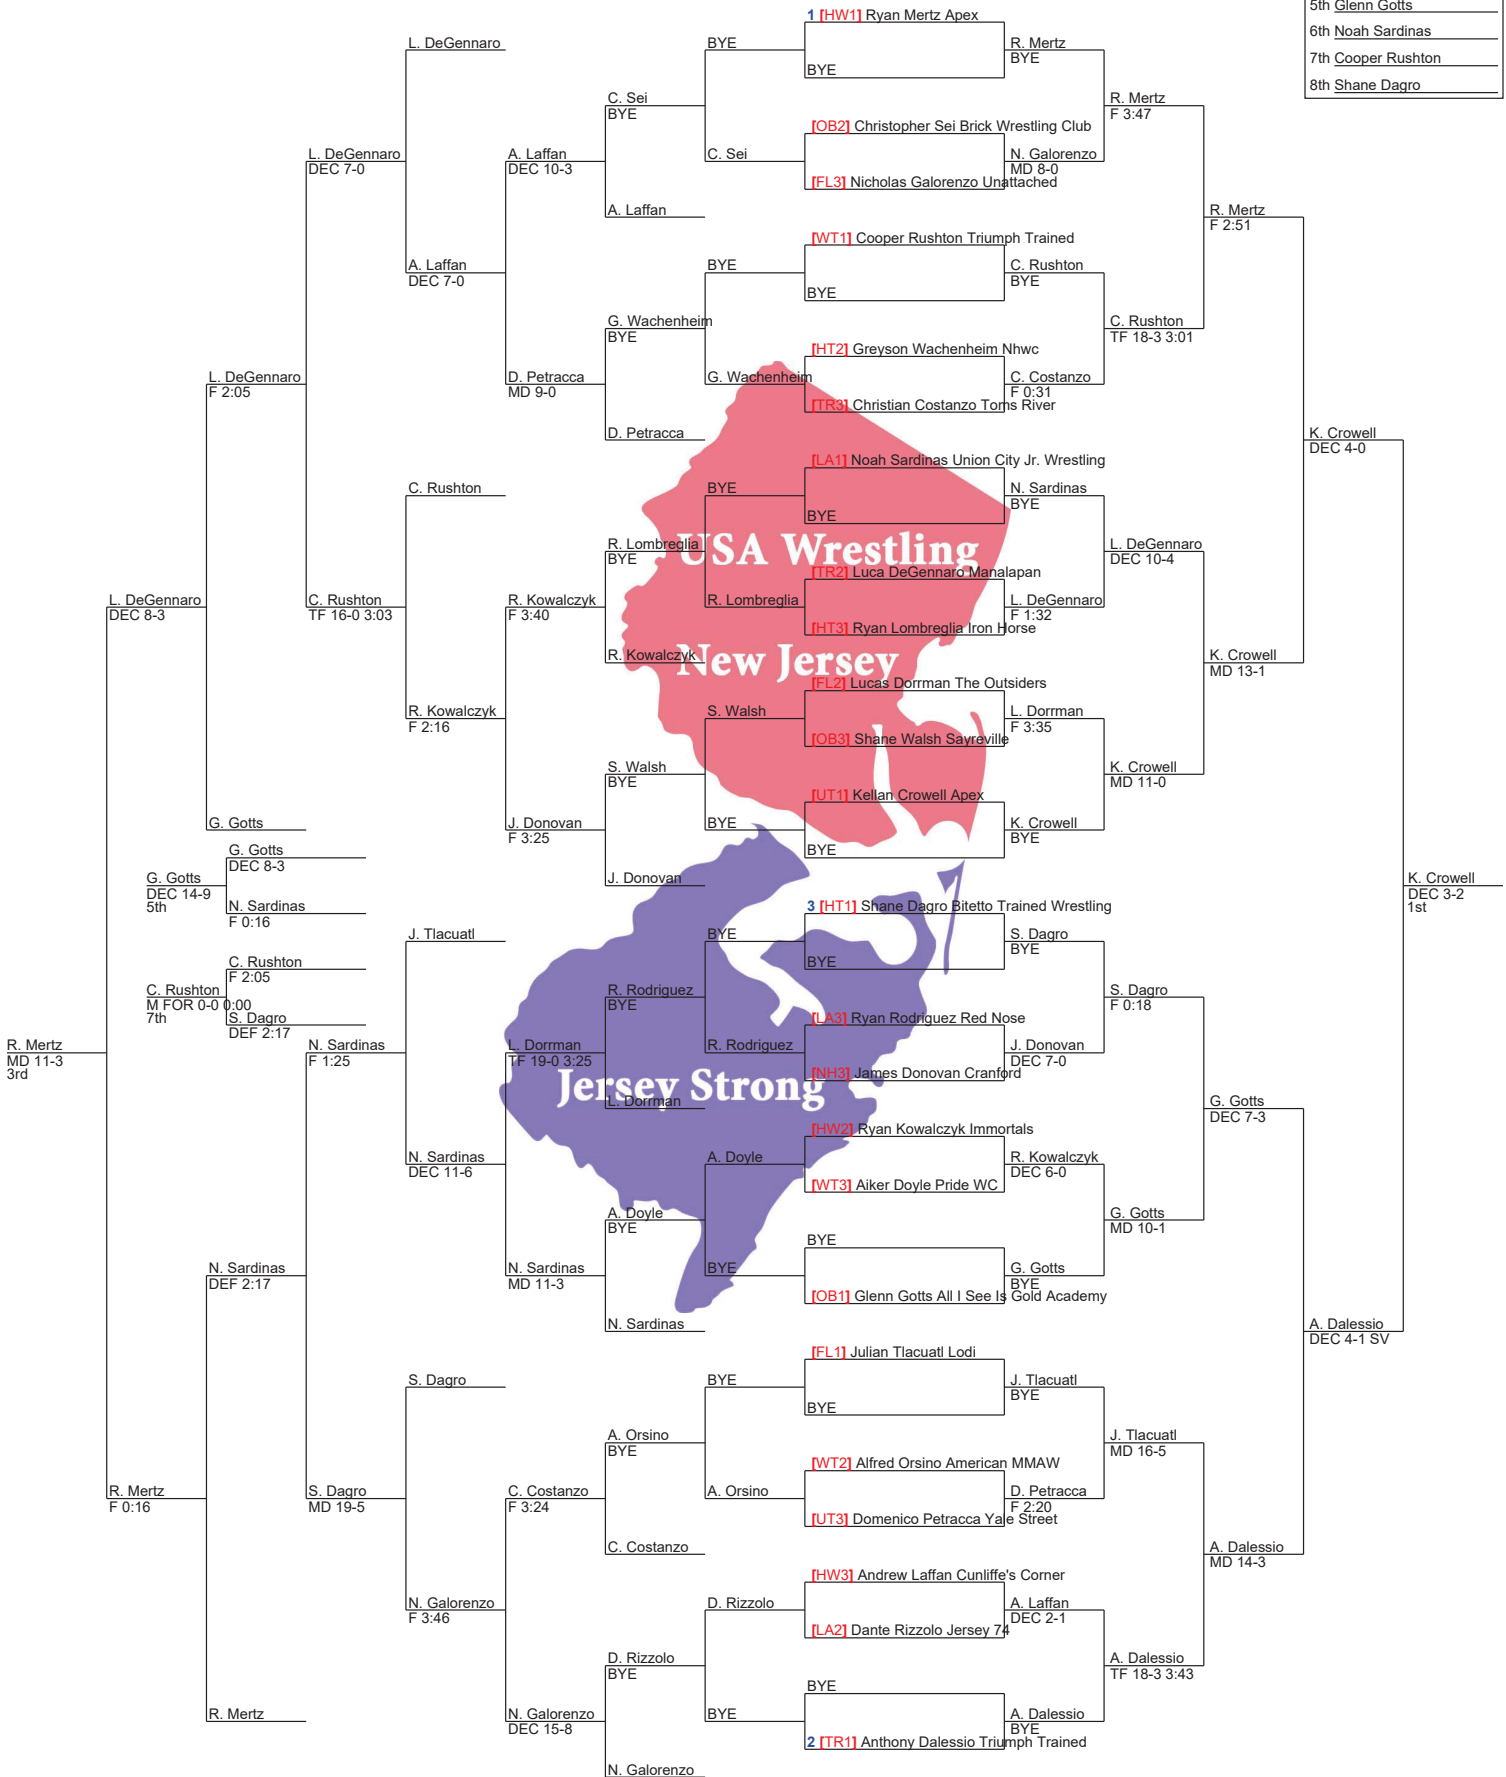 5th Glenn Gotts
6th Noah Sardinas
7th Cooper Rushton
8th Shane Dagro
1 [HW1] Ryan Mertz Apex
L. DeGennaro
BYE
R. Mertz
BYE
BYE
C. Sei
BYE
R. Mertz
F 3:47
[OB2] Christopher Sei Brick Wrestling Club
L. DeGennaro
DEC 7-0
A. Laffan
DEC 10-3
C. Sei
N. Galorenzo
MD 8-0
[FL3] Nicholas Galorenzo Unattached
A. Laffan
R. Mertz
F 2:51
[WT1] Cooper Rushton Triumph Trained
A. Laffan
DEC 7-0
BYE
C. Rushton
BYE
BYE
G. Wachenheim
BYE
C. Rushton
TF 18-3 3:01
[HT2] Greyson Wachenheim Nhwc
L. DeGennaro
F 2:05
D. Petracca
MD 9-0
G. Wachenheim
C. Costanzo
F 0:31
[TR3] Christian Costanzo Toms River
D. Petracca
K. Crowell
DEC 4-0
[LA1] Noah Sardinas Union City Jr. Wrestling
C. Rushton
BYE
N. Sardinas
BYE
BYE
R. Lombreglia
BYE
USA Wrestling
L. DeGennaro
DEC 10-4
[TR2] Luca DeGennaro Manalapan
L. DeGennaro
DEC 8-3
C. Rushton
TF 16-0 3:03
R. Kowalczyk
F 3:40
R. Lombreglia
L. DeGennaro
F 1:32
[HT3] Ryan Lombreglia Iron Horse
R. Kowalczyk
New Jersey
K. Crowell
MD 13-1
[FL2] Lucas Dorrman The Outsiders
R. Kowalczyk
F 2:16
S. Walsh
L. Dorrman
F 3:35
[OB3] Shane Walsh Sayreville
S. Walsh
BYE
K. Crowell
MD 11-0
[UT1] Kellan Crowell Apex
G. Gotts
J. Donovan
F 3:25
BYE
K. Crowell
BYE
BYE
G. Gotts
DEC 8-3
G. Gotts
DEC 14-9
5th
J. Donovan
K. Crowell
DEC 3-2
1st
N. Sardinas
F 0:16
3 [HT1] Shane Dagro Bitetto Trained Wrestling
J. Tlacuatl
BYE
S. Dagro
BYE
BYE
C. Rushton
F 2:05
C. Rushton
M FOR 0-0 0:00
7th
R. Rodriguez
BYE
S. Dagro
F 0:18
S. Dagro
DEF 2:17
[LA3] Ryan Rodriguez Red Nose
R. Mertz
MD 11-3
3rd
N. Sardinas
F 1:25
L. Dorrman
TF 19-0 3:25
R. Rodriguez
J. Donovan
DEC 7-0
[NH3] James Donovan Cranford
Jersey Strong
L. Dorrman
G. Gotts
DEC 7-3
[HW2] Ryan Kowalczyk Immortals
N. Sardinas
DEC 11-6
A. Doyle
R. Kowalczyk
DEC 6-0
[WT3] Aiker Doyle Pride WC
A. Doyle
BYE
G. Gotts
MD 10-1
BYE
N. Sardinas
DEF 2:17
N. Sardinas
MD 11-3
BYE
G. Gotts
BYE
[OB1] Glenn Gotts All I See Is Gold Academy
N. Sardinas
A. Dalessio
DEC 4-1 SV
[FL1] Julian Tlacuatl Lodi
S. Dagro
BYE
J. Tlacuatl
BYE
BYE
A. Orsino
BYE
J. Tlacuatl
MD 16-5
[WT2] Alfred Orsino American MMAW
R. Mertz
F 0:16
S. Dagro
MD 19-5
C. Costanzo
F 3:24
A. Orsino
D. Petracca
F 2:20
[UT3] Domenico Petracca Yale Street
C. Costanzo
A. Dalessio
MD 14-3
[HW3] Andrew Laffan Cunliffe's Corner
N. Galorenzo
F 3:46
D. Rizzolo
A. Laffan
DEC 2-1
[LA2] Dante Rizzolo Jersey 74
D. Rizzolo
BYE
A. Dalessio
TF 18-3 3:43
BYE
R. Mertz
N. Galorenzo
DEC 15-8
BYE
A. Dalessio
BYE
2 [TR1] Anthony Dalessio Triumph Trained
N. Galorenzo